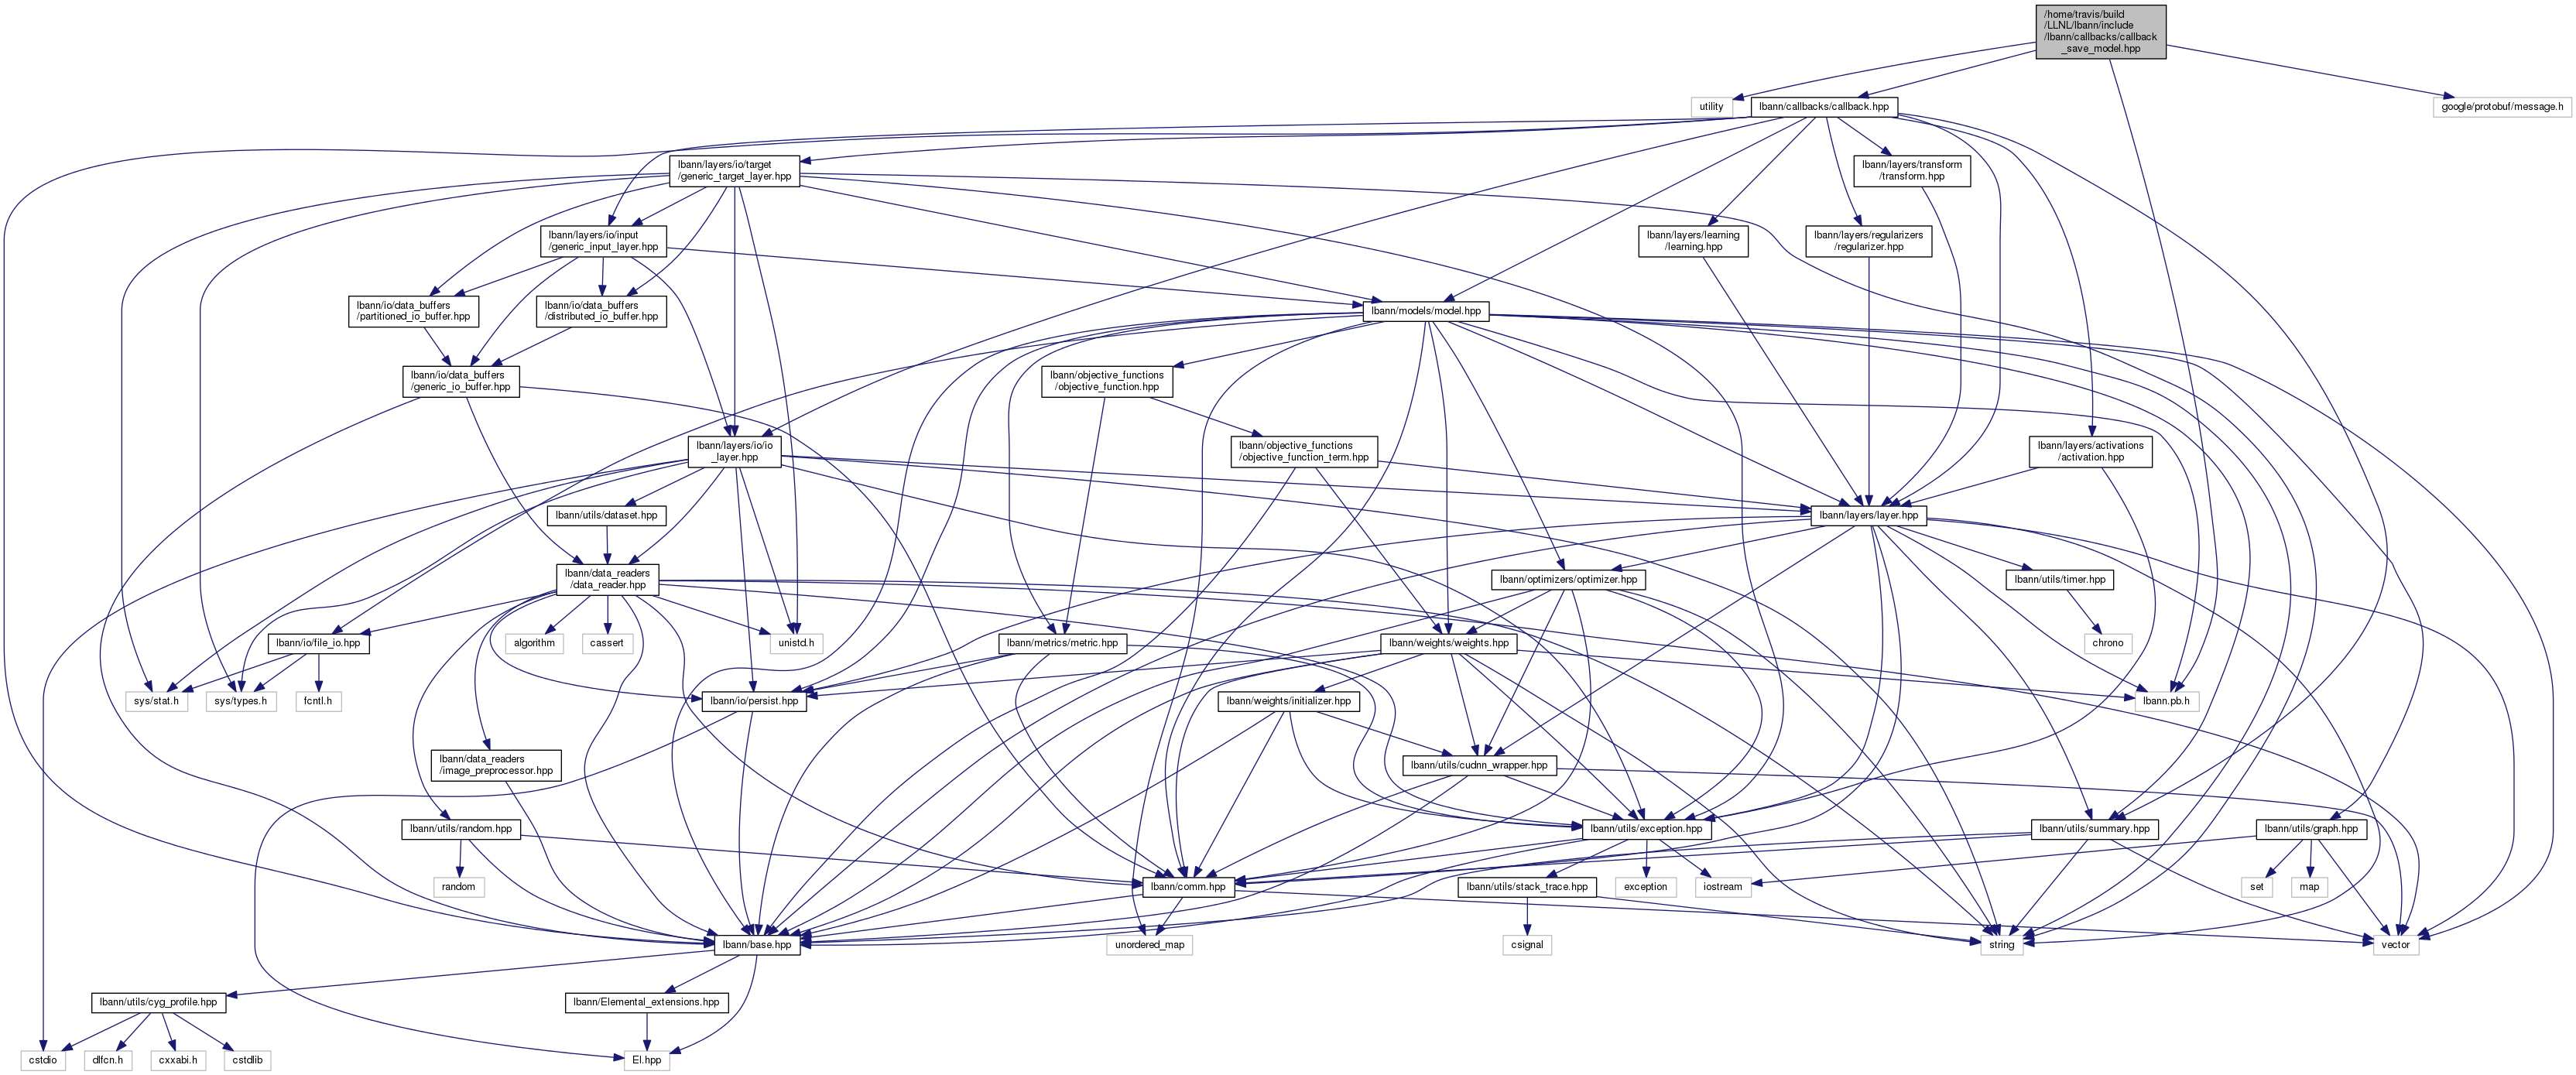 /home/travis/build
/LLNL/lbann/include
/lbann/callbacks/callback
_save_model.hpp
utility
lbann/callbacks/callback.hpp
google/protobuf/message.h
lbann/layers/io/target
/generic_target_layer.hpp
lbann/layers/transform
/transform.hpp
lbann/layers/io/input
/generic_input_layer.hpp
lbann/layers/learning
/learning.hpp
lbann/layers/regularizers
/regularizer.hpp
lbann/io/data_buffers
/partitioned_io_buffer.hpp
lbann/io/data_buffers
/distributed_io_buffer.hpp
lbann/models/model.hpp
lbann/io/data_buffers
/generic_io_buffer.hpp
lbann/objective_functions
/objective_function.hpp
lbann/layers/io/io
_layer.hpp
lbann/objective_functions
/objective_function_term.hpp
lbann/layers/activations
/activation.hpp
lbann/utils/dataset.hpp
lbann/layers/layer.hpp
lbann/data_readers
/data_reader.hpp
lbann/optimizers/optimizer.hpp
lbann/utils/timer.hpp
lbann/io/file_io.hpp
algorithm
cassert
unistd.h
lbann/metrics/metric.hpp
lbann/weights/weights.hpp
chrono
sys/stat.h
sys/types.h
fcntl.h
lbann/io/persist.hpp
lbann/weights/initializer.hpp
lbann.pb.h
lbann/data_readers
/image_preprocessor.hpp
lbann/utils/cudnn_wrapper.hpp
lbann/utils/random.hpp
lbann/utils/exception.hpp
lbann/utils/summary.hpp
lbann/utils/graph.hpp
random
lbann/comm.hpp
lbann/utils/stack_trace.hpp
exception
iostream
set
map
lbann/base.hpp
unordered_map
csignal
string
vector
lbann/utils/cyg_profile.hpp
lbann/Elemental_extensions.hpp
cstdio
dlfcn.h
cxxabi.h
cstdlib
El.hpp